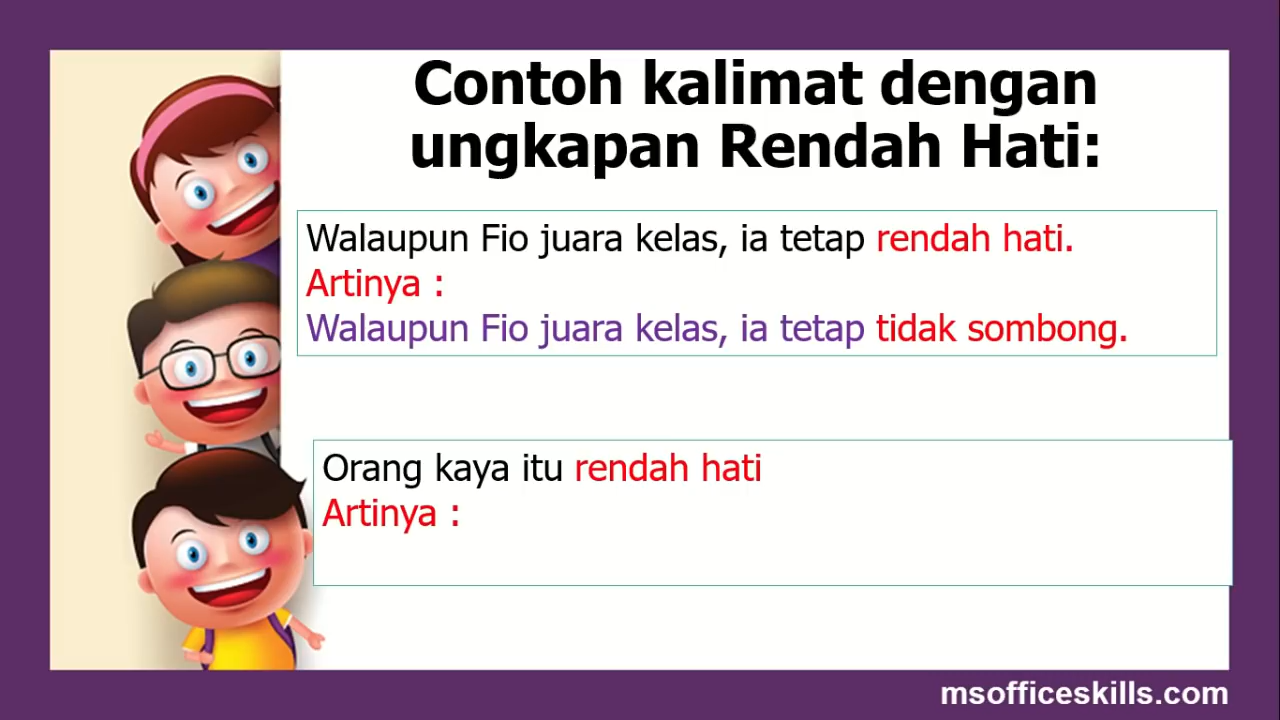 Contoh kalimat dengan
ungkapan Rendah Hati:
Walaupun Fio juara kelas, ia tetap rendah hati.
Artinya :
Walaupun Fio juara kelas, ia tetap tidak sombong.
Orang kaya itu rendah hati
Artinya :
msofficeskills.com